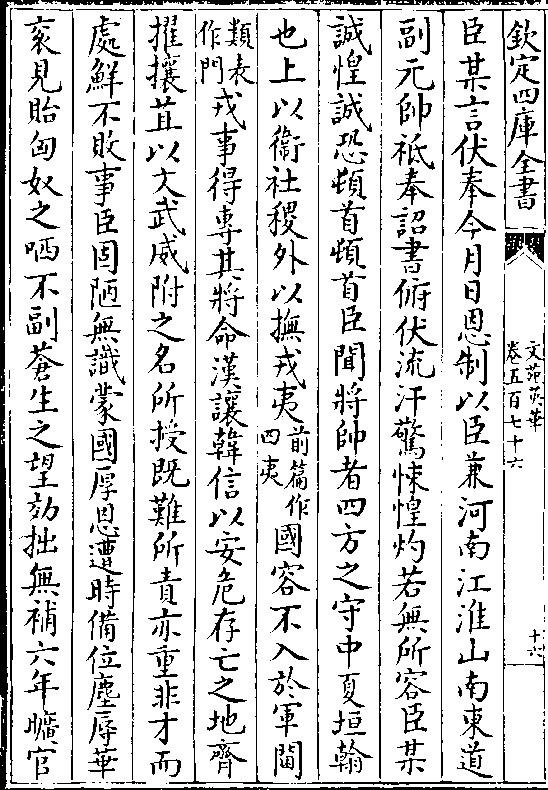 欽定四庫全書
文苑英華
卷五百七十六
十六
臣某言伏奉今月日恩制以臣兼河南江淮山南東道
副元帥祗奉詔書俯伏流汗驚悚惶灼若無所容臣某
誠惶誠恐頓首頓首臣聞將帥者四方之守中夏垣翰
也上以衞社稷外以撫戎夷前篇作四夷國容不入於軍閫
類表作門戎事得專其將命漢讓韓信以安危存亡之地齊
擢攘苴以文武威附之名所授既難所責亦重非才而
處鮮不敗事臣固陋無識蒙國厚恩遭時備位塵辱華
衮見貽匈奴之哂不副蒼生之望効拙無補六年曠官